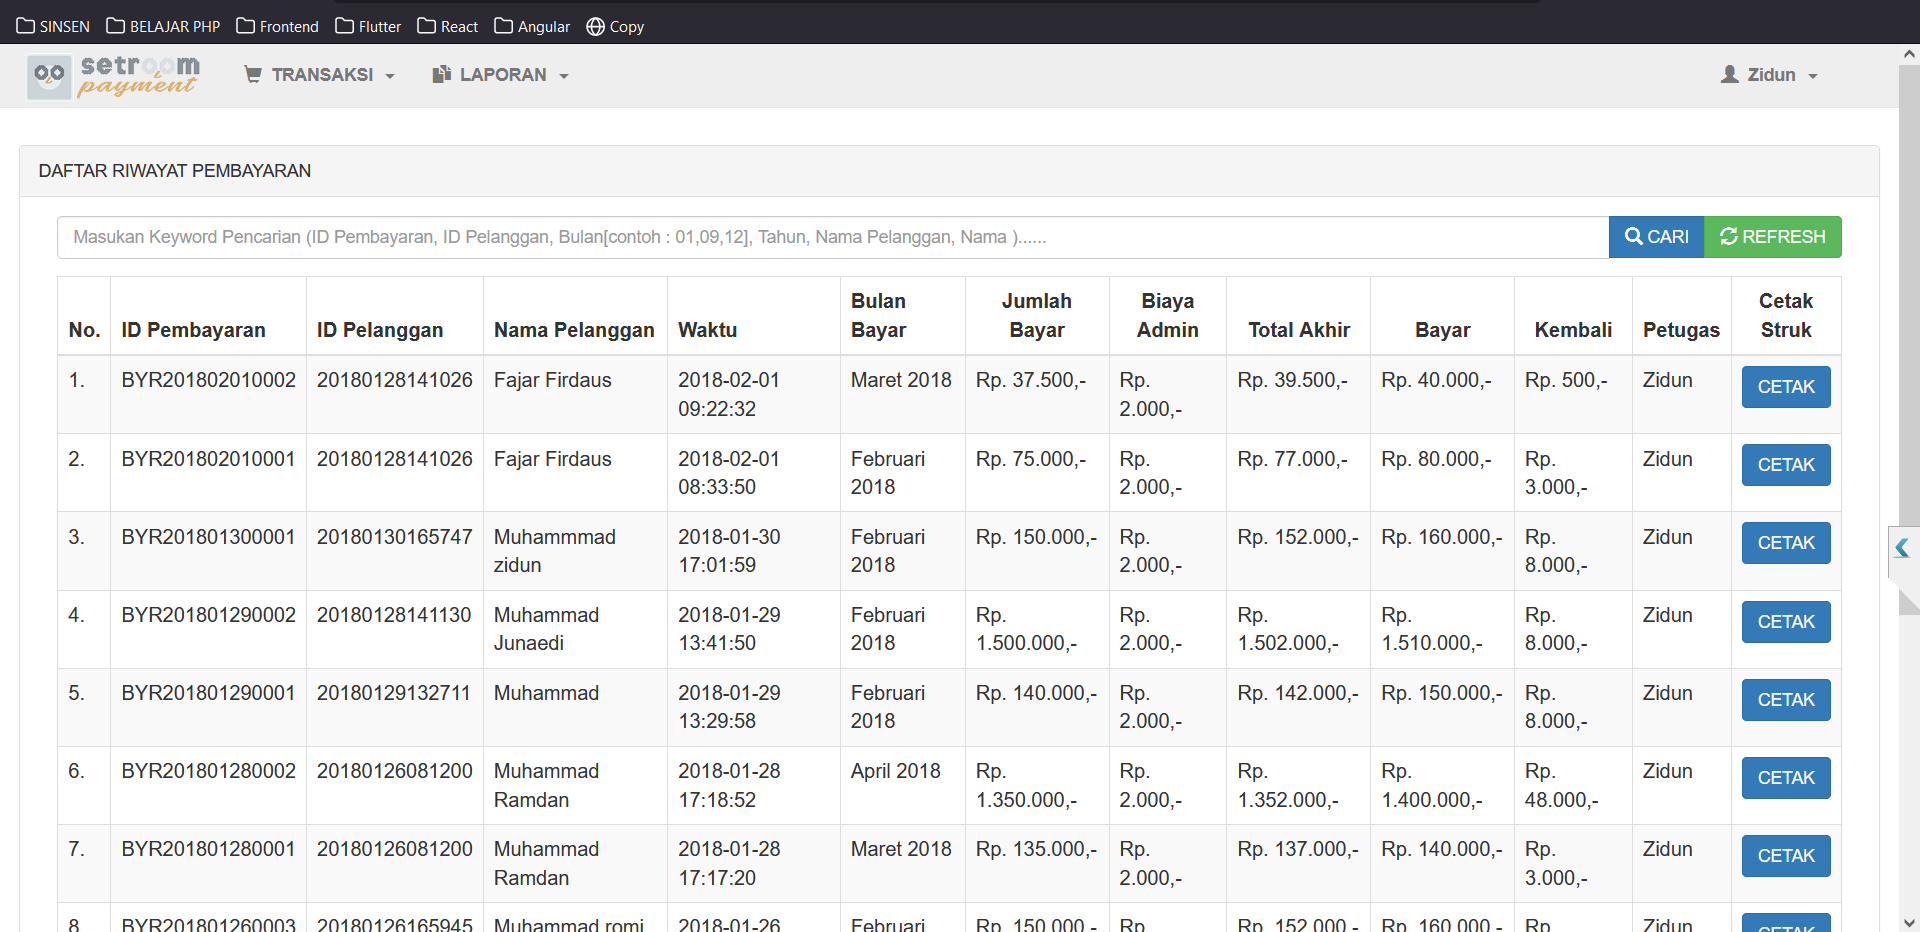 SINSEN BELAJAR PHP Frontend Flutter React Angular Copy
setroom
payment
TRANSAKSI LAPORAN Zidun
DAFTAR RIWAYAT PEMBAYARAN
Masukan Keyword Pencarian (ID Pembayaran, ID Pelanggan, Bulan[contoh : 01,09,12], Tahun, Nama Pelanggan, Nama )...... CARI REFRESH
No. ID Pembayaran ID Pelanggan Nama Pelanggan Waktu Bulan Bayar Jumlah Bayar Biaya Admin Total Akhir Bayar Kembali Petugas Cetak Struk
1. BYR201802010002 20180128141026 Fajar Firdaus 2018-02-01 09:22:32 Maret 2018 Rp. 37.500,- Rp. 2.000,- Rp. 39.500,- Rp. 40.000,- Rp. 500,- Zidun CETAK
2. BYR201802010001 20180128141026 Fajar Firdaus 2018-02-01 08:33:50 Februari 2018 Rp. 75.000,- Rp. 2.000,- Rp. 77.000,- Rp. 80.000,- Rp. 3.000,- Zidun CETAK
3. BYR201801300001 20180130165747 Muhammmad zidun 2018-01-30 17:01:59 Februari 2018 Rp. 150.000,- Rp. 2.000,- Rp. 152.000,- Rp. 160.000,- Rp. 8.000,- Zidun CETAK
4. BYR201801290002 20180128141130 Muhammad Junaedi 2018-01-29 13:41:50 Februari 2018 Rp. 1.500.000,- Rp. 2.000,- Rp. 1.502.000,- Rp. 1.510.000,- Rp. 8.000,- Zidun CETAK
5. BYR201801290001 20180129132711 Muhammad 2018-01-29 13:29:58 Februari 2018 Rp. 140.000,- Rp. 2.000,- Rp. 142.000,- Rp. 150.000,- Rp. 8.000,- Zidun CETAK
6. BYR201801280002 20180126081200 Muhammad Ramdan 2018-01-28 17:18:52 April 2018 Rp. 1.350.000,- Rp. 2.000,- Rp. 1.352.000,- Rp. 1.400.000,- Rp. 48.000,- Zidun CETAK
7. BYR201801280001 20180126081200 Muhammad Ramdan 2018-01-28 17:17:20 Maret 2018 Rp. 135.000,- Rp. 2.000,- Rp. 137.000,- Rp. 140.000,- Rp. 3.000,- Zidun CETAK
8 BYR201801260003 20180126165945 Muhammad romi 2018-01-26 Februari Rp. 150.000,- Rp. Rp. 152.000,- Rp. 160.000,- Rp. Zidun CETAK